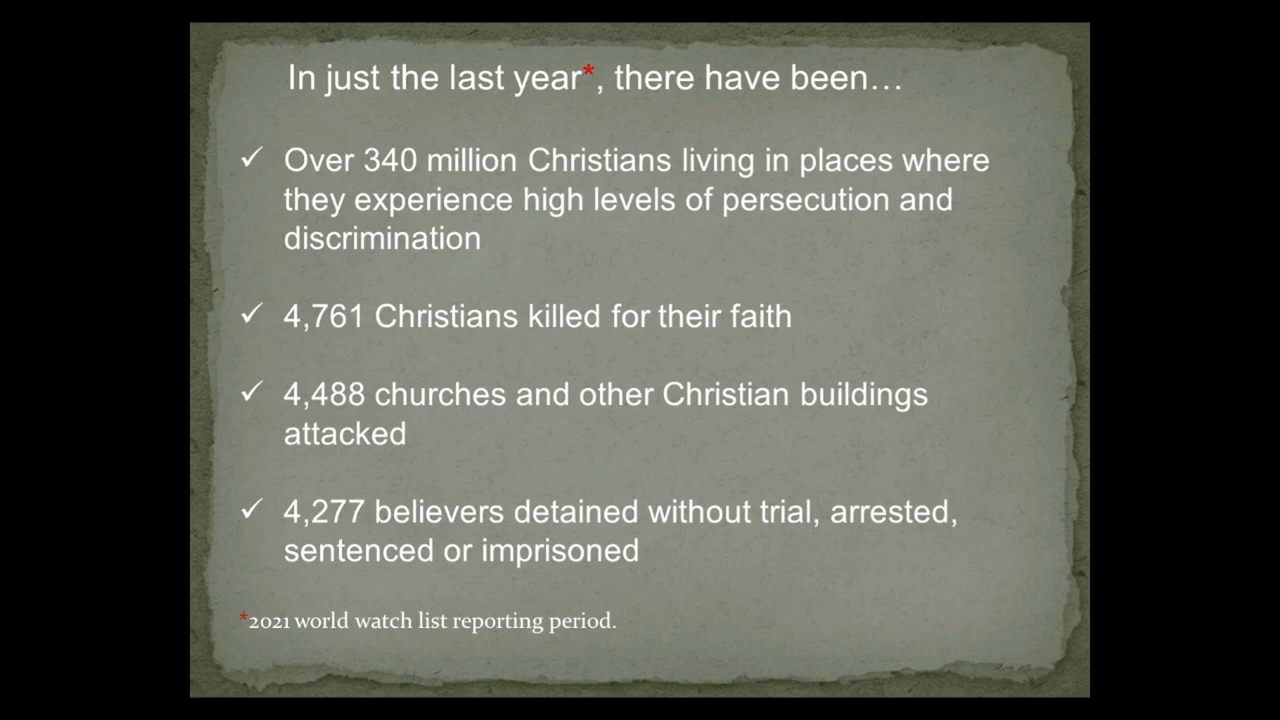 In just the last year*, there have been…
✓ Over 340 million Christians living in places where
they experience high levels of persecution and
discrimination
✓ 4,761 Christians killed for their faith
✓ 4,488 churches and other Christian buildings
attacked
✓ 4,277 believers detained without trial, arrested,
sentenced or imprisoned
*2021 world watch list reporting period.